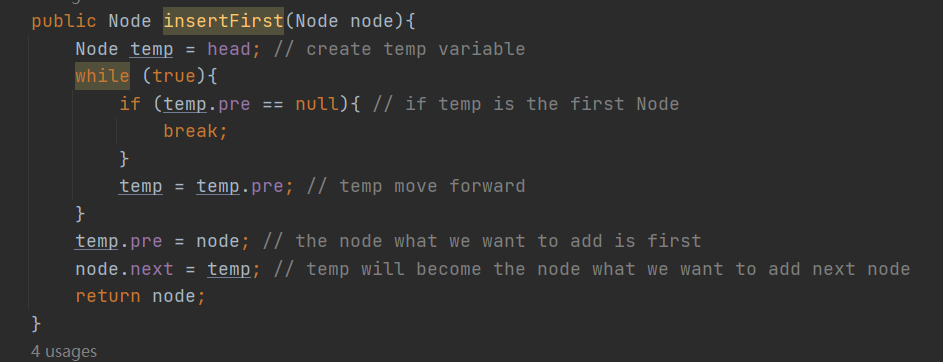 public Node insertFirst(Node node){
Node temp = head; // create temp variable
while (true){
if (temp.pre == null){ // if temp is the first Node
break;
}
temp = temp.pre; // temp move forward
}
temp.pre = node; // the node what we want to add is first
node.next = temp; // temp will become the node what we want to add next node
return node;
}
4 usages